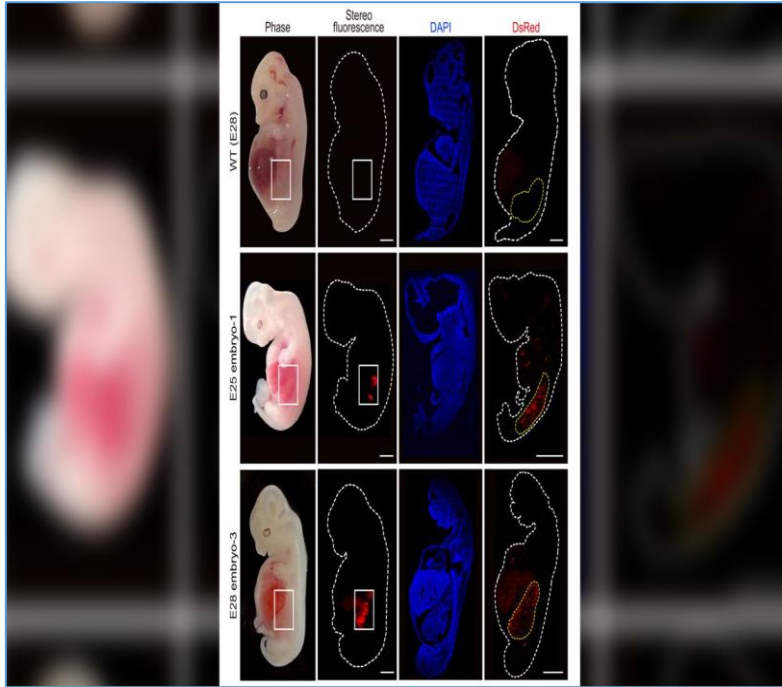 Phase
Stereo
fluorescence
DAPI
DsRed
WT (E28)
E25 embryo-1
E28 embryo-3